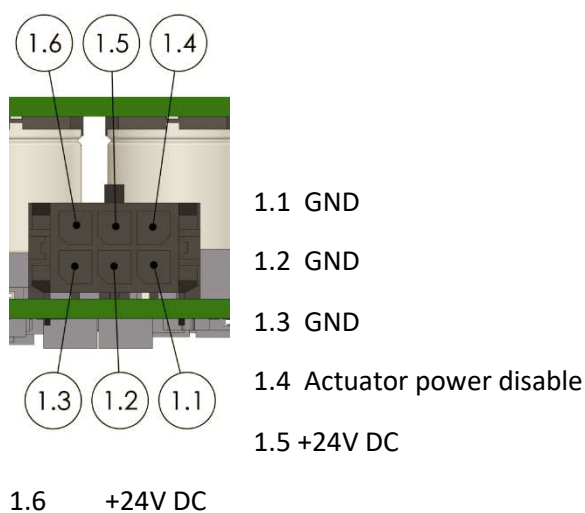 1.6 1.5 1.4
1.1 GND
1.2 GND
1.3 GND
1.4 Actuator power disable
1.3 1.2 1.1
1.5 +24V DC
1.6 +24V DC